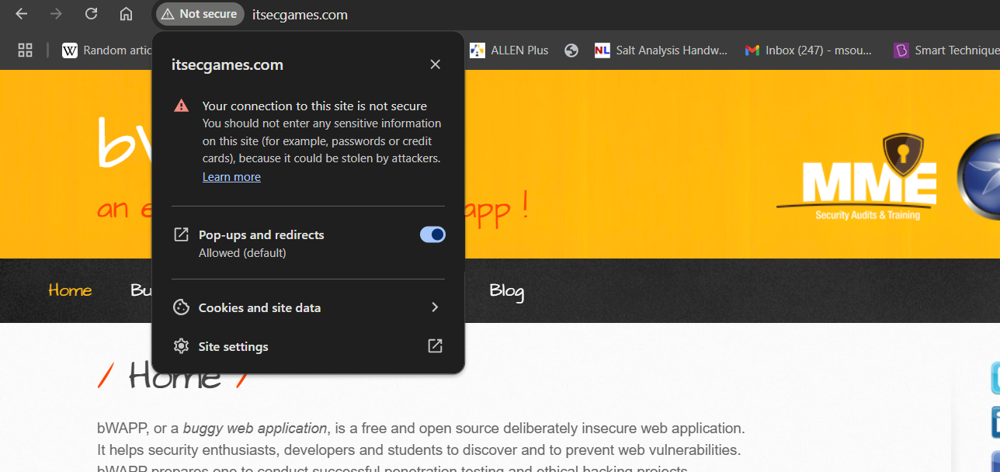 Not secure
itsecgames.com
Random artic
ALLEN Plus
NL
Salt Analysis Handw...
Inbox (247) - msou...
Smart Technique
itsecgames.com
Your connection to this site is not secure
You should not enter any sensitive information
on this site (for example, passwords or credit
cards), because it could be stolen by attackers.
Learn more
Pop-ups and redirects
Allowed (default)
Cookies and site data
Site settings
an e
app !
MME
Security Audits & Training
Home
Bu
Blog
/ Home /
bWAPP, or a buggy web application, is a free and open source deliberately insecure web application.
It helps security enthusiasts, developers and students to discover and to prevent web vulnerabilities.
bWAPP prepares one to conduct successful penetration testing and ethical hacking projects.